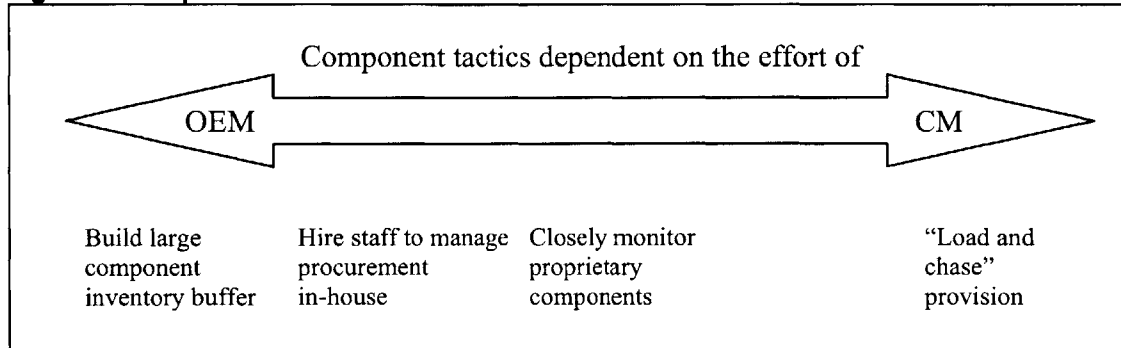 Component tactics dependent on the effort of
OEM
CM
Build large
component
inventory buffer
Hire staff to manage
procurement
in-house
Closely monitor
proprietary
components
“Load and
chase”
provision